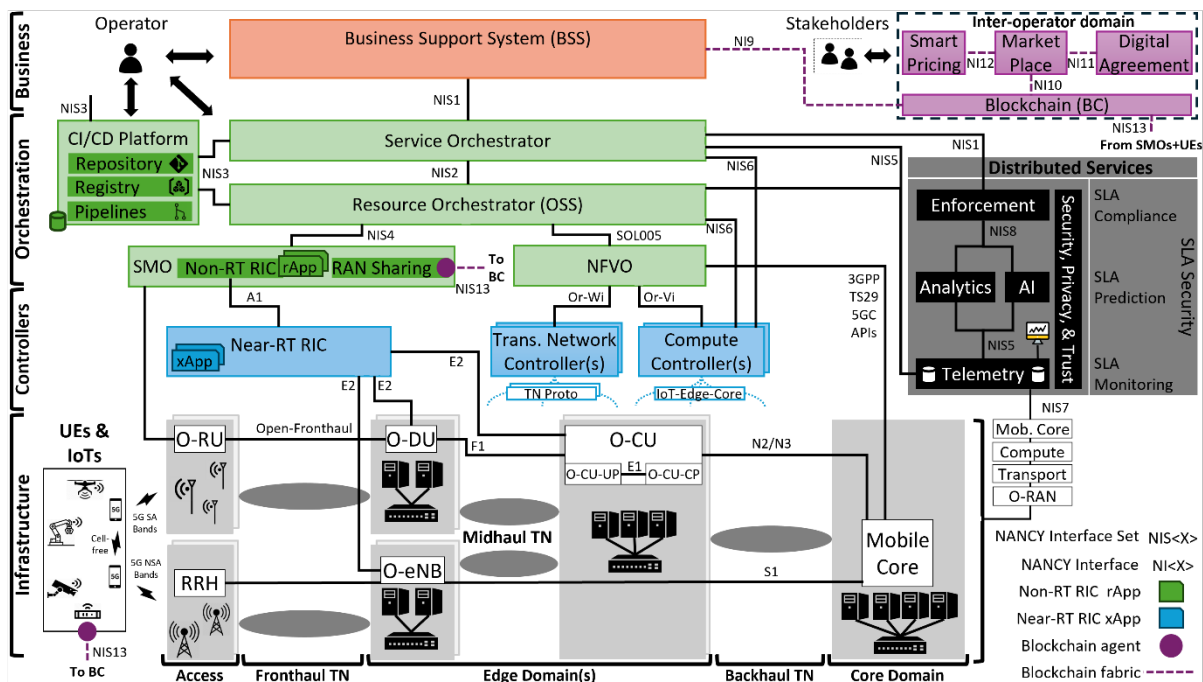 Operator
Business
Business Support System (BSS)
NI9
Stakeholders
Inter-operator domain
Smart
Pricing
NI12
Market
Place
NI11
Digital
Agreement
NI10
Blockchain (BC)
NIS13
From SMOs+UEs
NIS1
NIS3
Orchestration
CI/CD Platform
Repository
Registry
Pipelines
NIS3
Service Orchestrator
NIS2
Resource Orchestrator (OSS)
NIS6
NIS5
NIS1
NIS4
SOL005
NIS6
SMO
Non-RT RIC
rApp
RAN Sharing
NIS13
To
BC
NFVO
Distributed Services
Enforcement
NIS8
Analytics
AI
NIS5
Telemetry
Security, Privacy, & Trust
SLA
Compliance
SLA
Prediction
SLA
Monitoring
SLA Security
Controllers
A1
Or-Wi
Or-Vi
3GPP
TS29
5GC
APIs
Near-RT RIC
xApp
E2
E2
E2
Trans. Network
Controller(s)
TN Proto
Compute
Controller(s)
IoT-Edge-Core
NIS7
Mob. Core
Compute
Transport
O-RAN
Infrastructure
UEs &
IoTs
5G
Cell-
free
5G
5G SA
Bands
5G NSA
Bands
NIS13
To BC
O-RU
Open-Fronthaul
O-DU
F1
O-CU
O-CU-UP
E1
O-CU-CP
N2/N3
Midhaul TN
RRH
O-eNB
S1
Mobile
Core
Access
Fronthaul TN
Edge Domain(s)
Backhaul TN
Core Domain
NANCY Interface Set
NIS<X>
NANCY Interface
NI<X>
Non-RT RIC rApp
Near-RT RIC xApp
Blockchain agent
Blockchain fabric